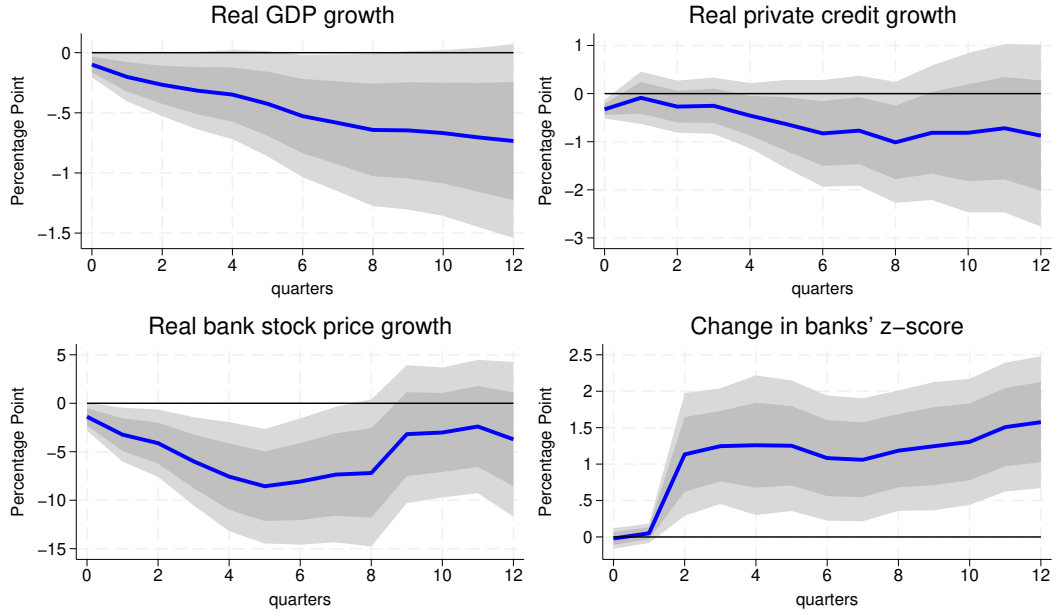 Real GDP growth
Percentage Point
0
−.5
−1
−1.5
0 2 4 6 8 10 12
quarters
Real private credit growth
Percentage Point
1
0
−1
−2
−3
0 2 4 6 8 10 12
quarters
Real bank stock price growth
Percentage Point
5
0
−5
−10
−15
0 2 4 6 8 10 12
quarters
Change in banks’ z−score
Percentage Point
2.5
2
1.5
1
.5
0
0 2 4 6 8 10 12
quarters